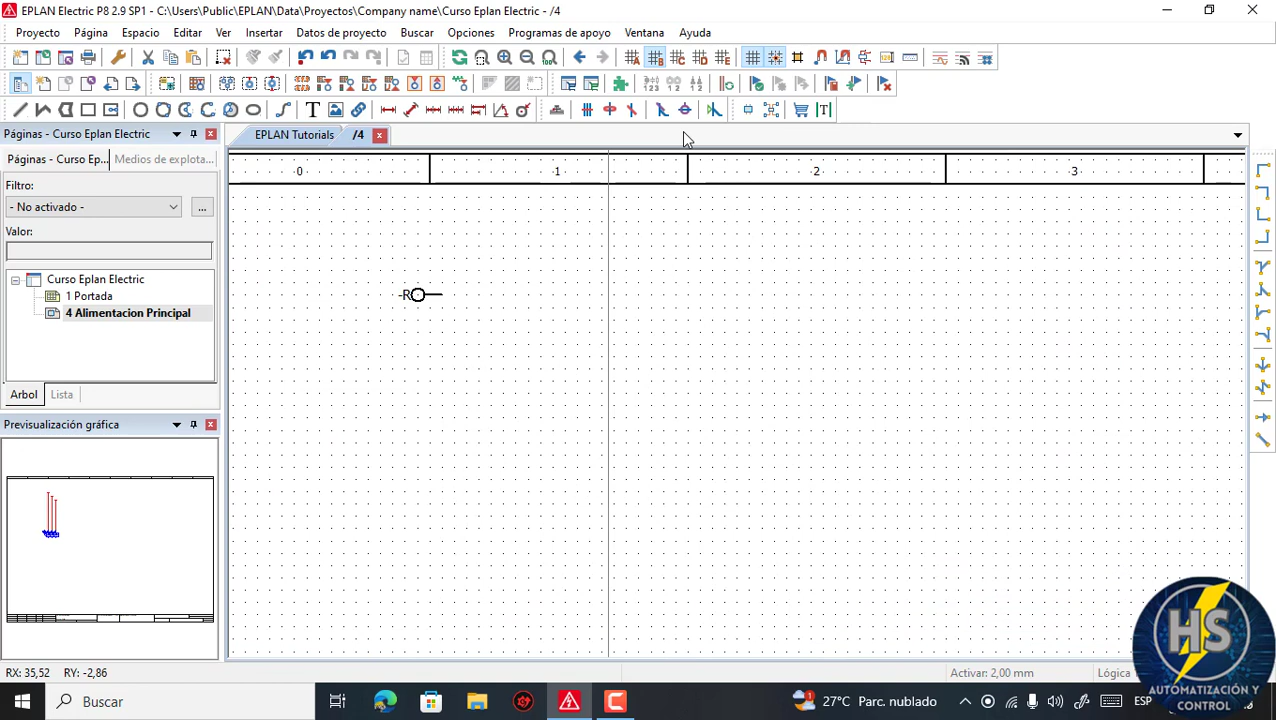 EPLAN Electric P8 2.9 SP1 - C:\Users\Public\EPLAN\Data\Proyectos\Company name\Curso Eplan Electric - /4
Proyecto Página Espacio Editar Ver Insertar Datos de proyecto Buscar Opciones Programas de apoyo Ventana Ayuda
Páginas - Curso Eplan Electric
EPLAN Tutorials /4
Páginas - Curso Ep... Medios de explota...
0 1 2 3
Filtro:
- No activado - ...
Valor:
Curso Eplan Electric
1 Portada
4 Alimentacion Principal
Arbol Lista
Previsualización gráfica
RX: 35,52 RY: -2,86 Activar: 2,00 mm Lógica
HS
AUTOMATIZACIÓN Y
CONTROL
Buscar 27°C Parc. nublado ESP